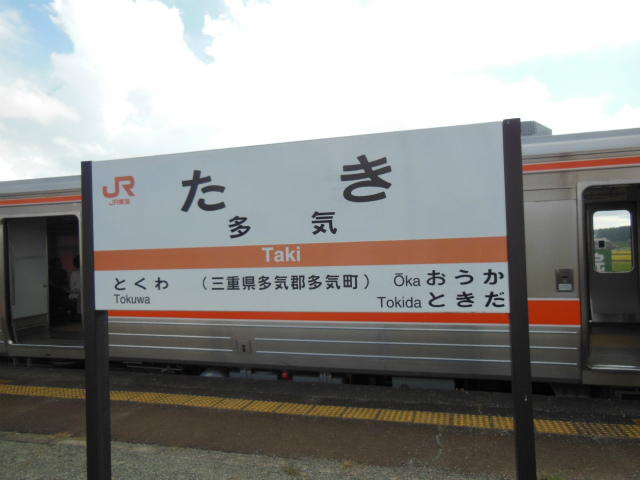 JR
JR東海
たき
多気
Taki
とくわ
Tokuwa
（三重県多気郡多気町）
Ōka おうか
Tokida ときだ